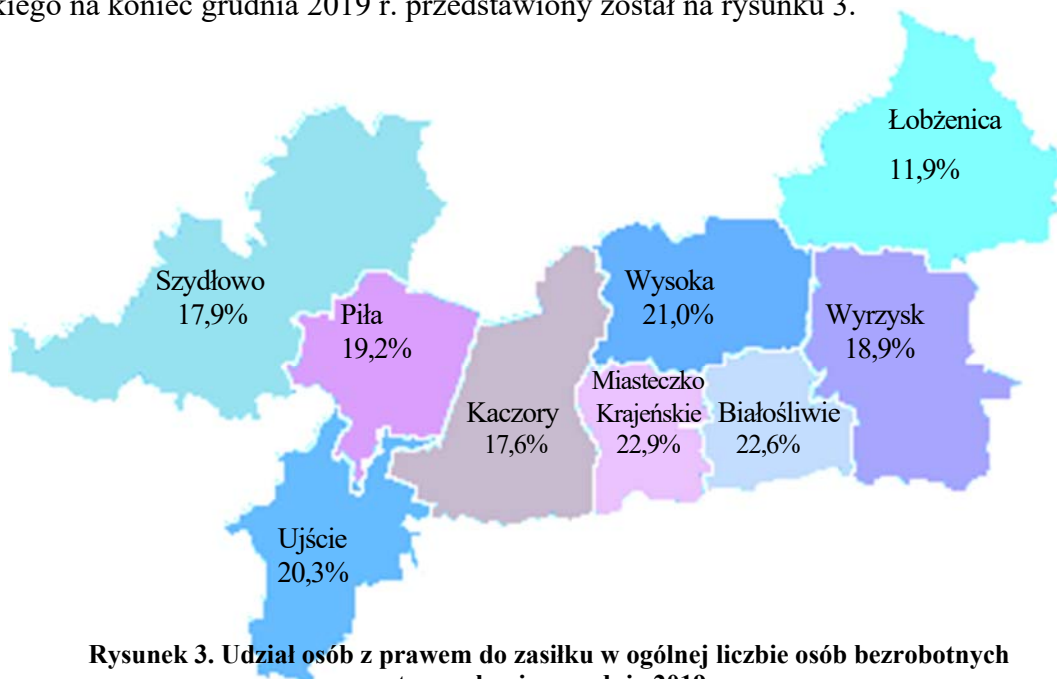 kiego na koniec grudnia 2019 r. przedstawiony został na rysunku 3.
Łobżenica
11,9%
Szydłowo
17,9%
Piła
19,2%
Wysoka
21,0%
Wyrzysk
18,9%
Kaczory
17,6%
Miasteczko
Krajeńskie
22,9%
Białośliwie
22,6%
Ujście
20,3%
Rysunek 3. Udział osób z prawem do zasiłku w ogólnej liczbie osób bezrobotnych